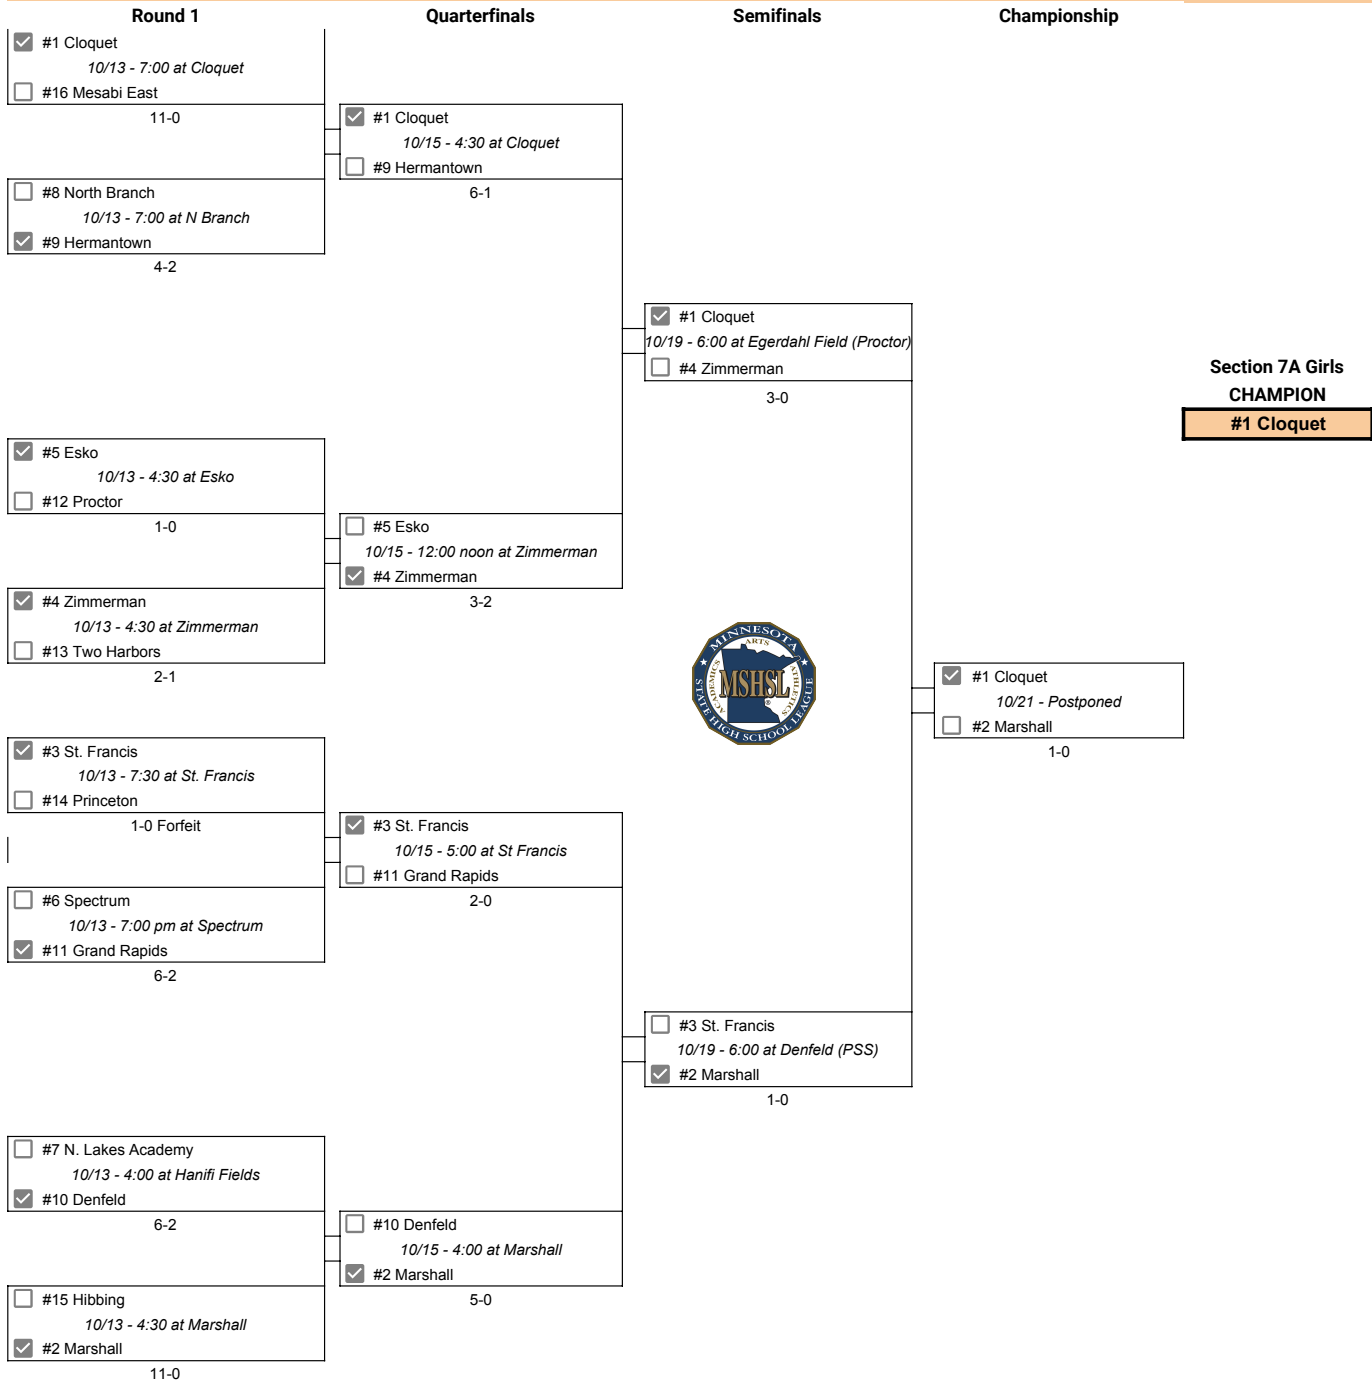 Round 1
Quarterfinals
Semifinals
Championship
#1 Cloquet
10/13 - 7:00 at Cloquet
#16 Mesabi East
11-0
#1 Cloquet
10/15 - 4:30 at Cloquet
#9 Hermantown
6-1
#8 North Branch
10/13 - 7:00 at N Branch
#9 Hermantown
4-2
#1 Cloquet
10/19 - 6:00 at Egerdahl Field (Proctor)
#4 Zimmerman
3-0
Section 7A Girls
CHAMPION
#1 Cloquet
#5 Esko
10/13 - 4:30 at Esko
#12 Proctor
1-0
#5 Esko
10/15 - 12:00 noon at Zimmerman
#4 Zimmerman
3-2
#4 Zimmerman
10/13 - 4:30 at Zimmerman
#13 Two Harbors
2-1
MINNESOTA
STATE HIGH SCHOOL LEAGUE
ACADEMICS
ARTS
ATHLETICS
MSHSL
®
#1 Cloquet
10/21 - Postponed
#2 Marshall
1-0
#3 St. Francis
10/13 - 7:30 at St. Francis
#14 Princeton
1-0 Forfeit
#3 St. Francis
10/15 - 5:00 at St Francis
#11 Grand Rapids
2-0
#6 Spectrum
10/13 - 7:00 pm at Spectrum
#11 Grand Rapids
6-2
#3 St. Francis
10/19 - 6:00 at Denfeld (PSS)
#2 Marshall
1-0
#7 N. Lakes Academy
10/13 - 4:00 at Hanifi Fields
#10 Denfeld
6-2
#10 Denfeld
10/15 - 4:00 at Marshall
#2 Marshall
5-0
#15 Hibbing
10/13 - 4:30 at Marshall
#2 Marshall
11-0